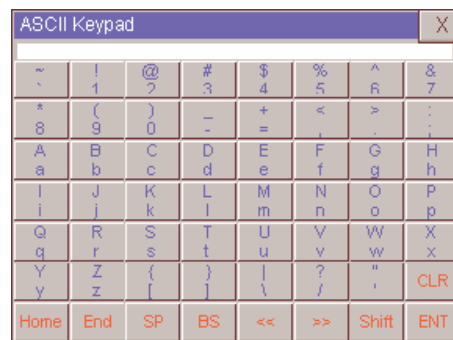 ASCII Keypad X
~ ! @ # $ % ^ &
` 1 2 3 4 5 6 7
* ( ) _ + < > :
8 9 0 - = , . ;
A B C D E F G H
a b c d e f g h
I J K L M N O P
i j k l m n o p
Q R S T U V W X
q r s t u v w x
Y Z { } | ? " CLR
y z [ ] \ / '
Home End SP BS << >> Shift ENT